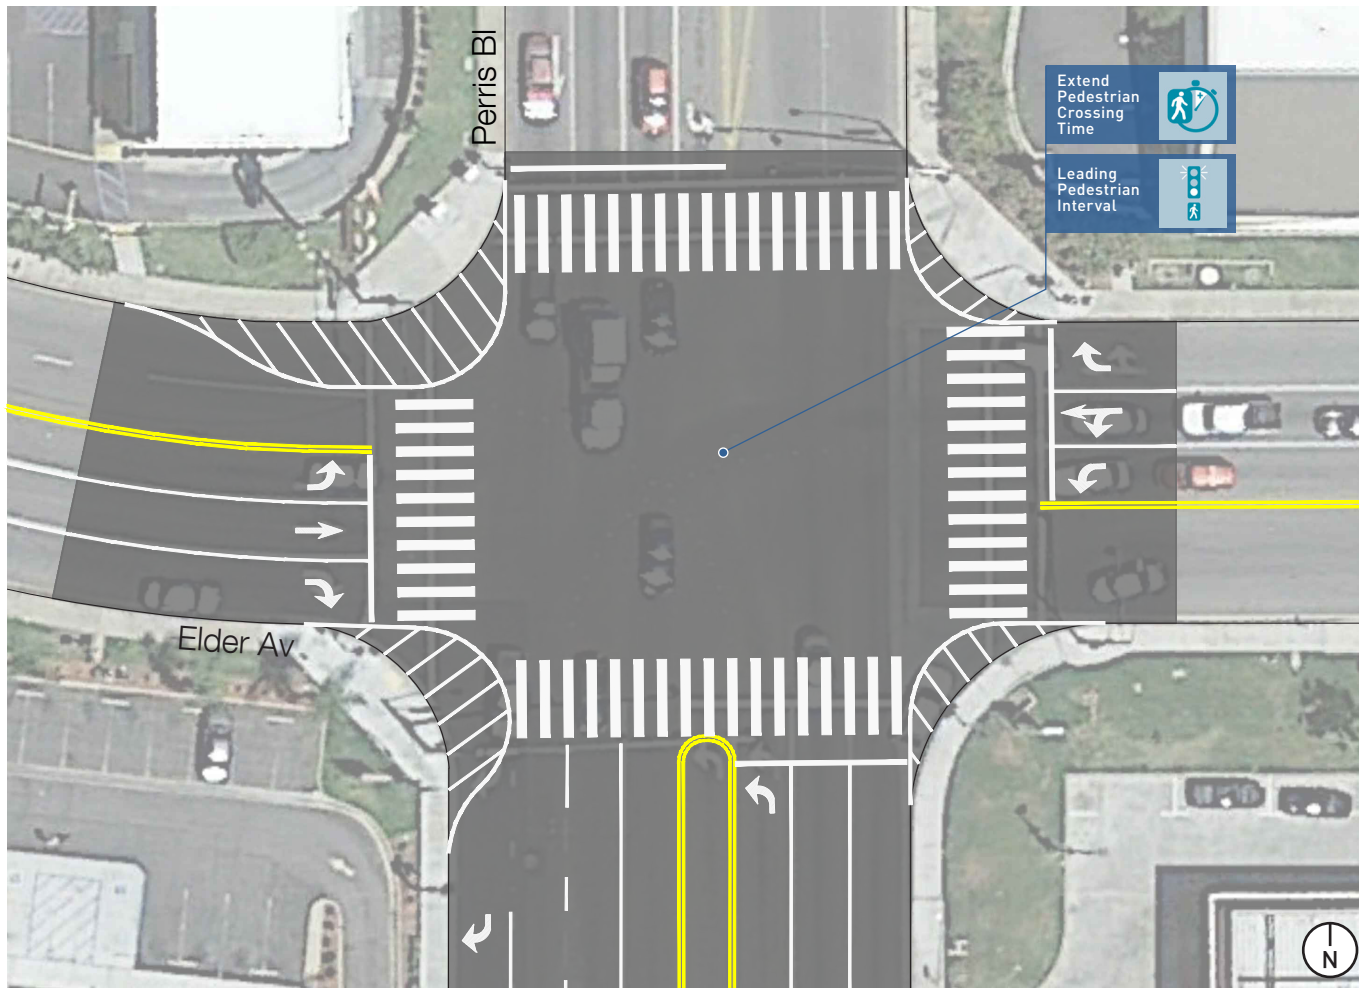 Perris Bl
Extend
Pedestrian
Crossing
Time
Leading
Pedestrian
Interval
Elder Av
N